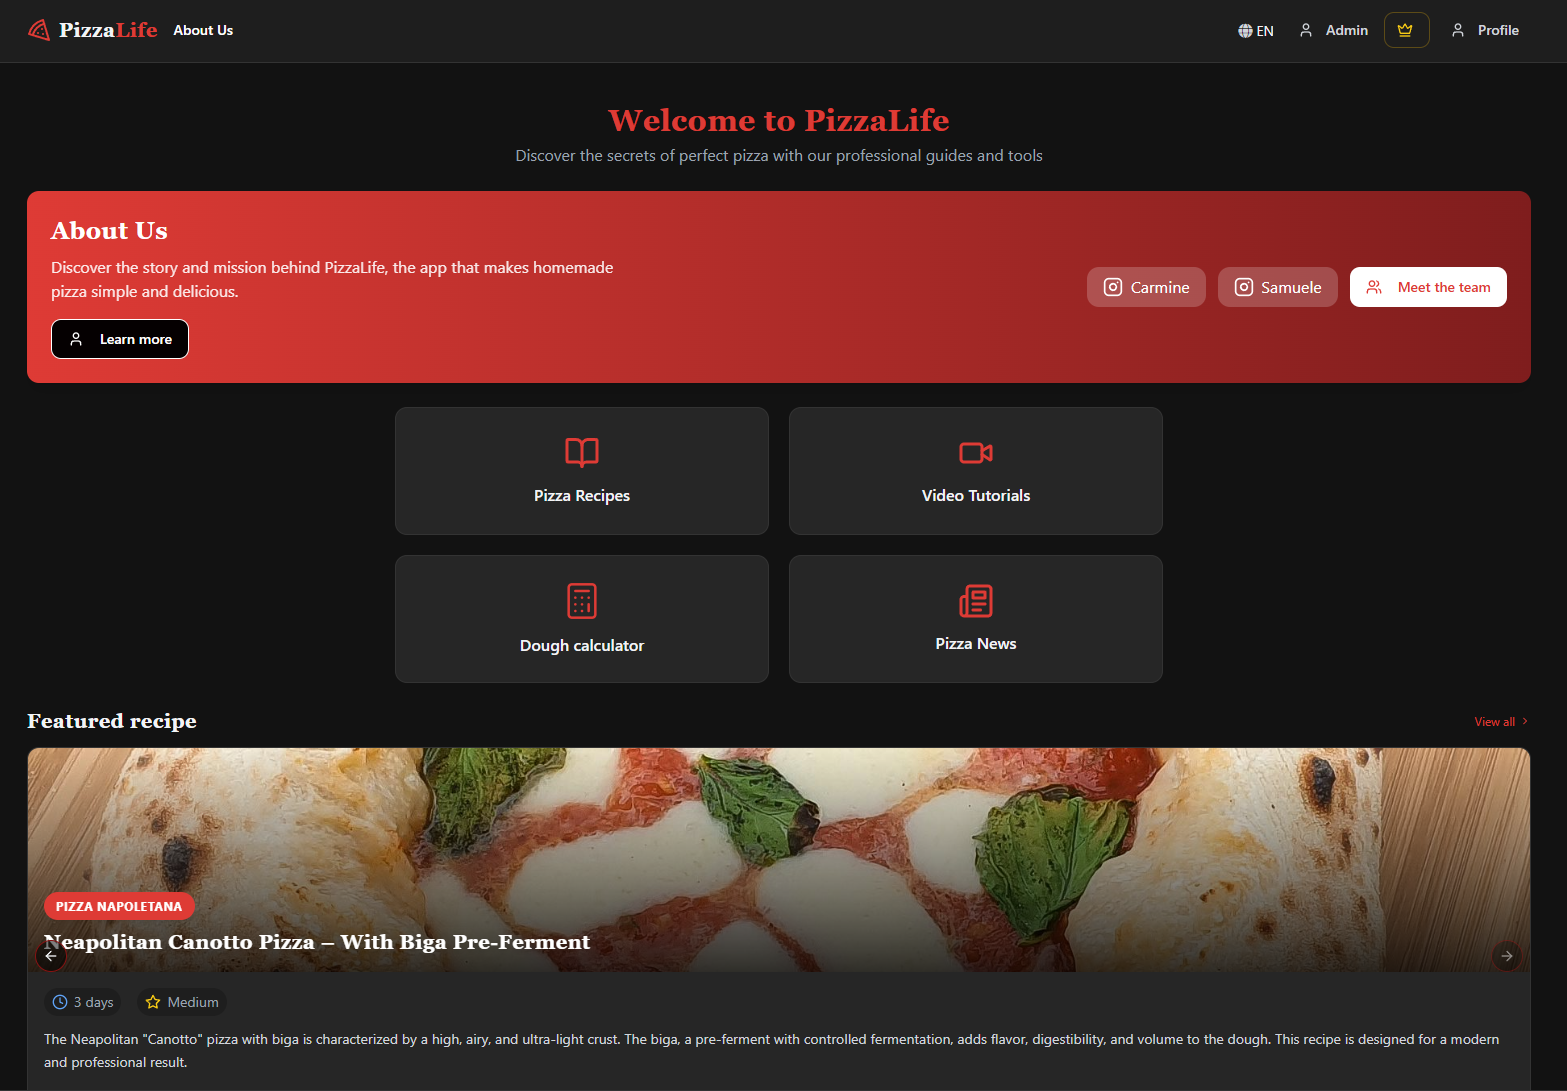 PizzaLife About Us EN Admin Profile
Welcome to PizzaLife
Discover the secrets of perfect pizza with our professional guides and tools
About Us
Discover the story and mission behind PizzaLife, the app that makes homemade
pizza simple and delicious.
Learn more
Carmine Samuele Meet the team
Pizza Recipes
Video Tutorials
Dough calculator
Pizza News
Featured recipe
View all
PIZZA NAPOLETANA
Neapolitan Canotto Pizza – With Biga Pre-Ferment
3 days Medium
The Neapolitan "Canotto" pizza with biga is characterized by a high, airy, and ultra-light crust. The biga, a pre-ferment with controlled fermentation, adds flavor, digestibility, and volume to the dough. This recipe is designed for a modern
and professional result.